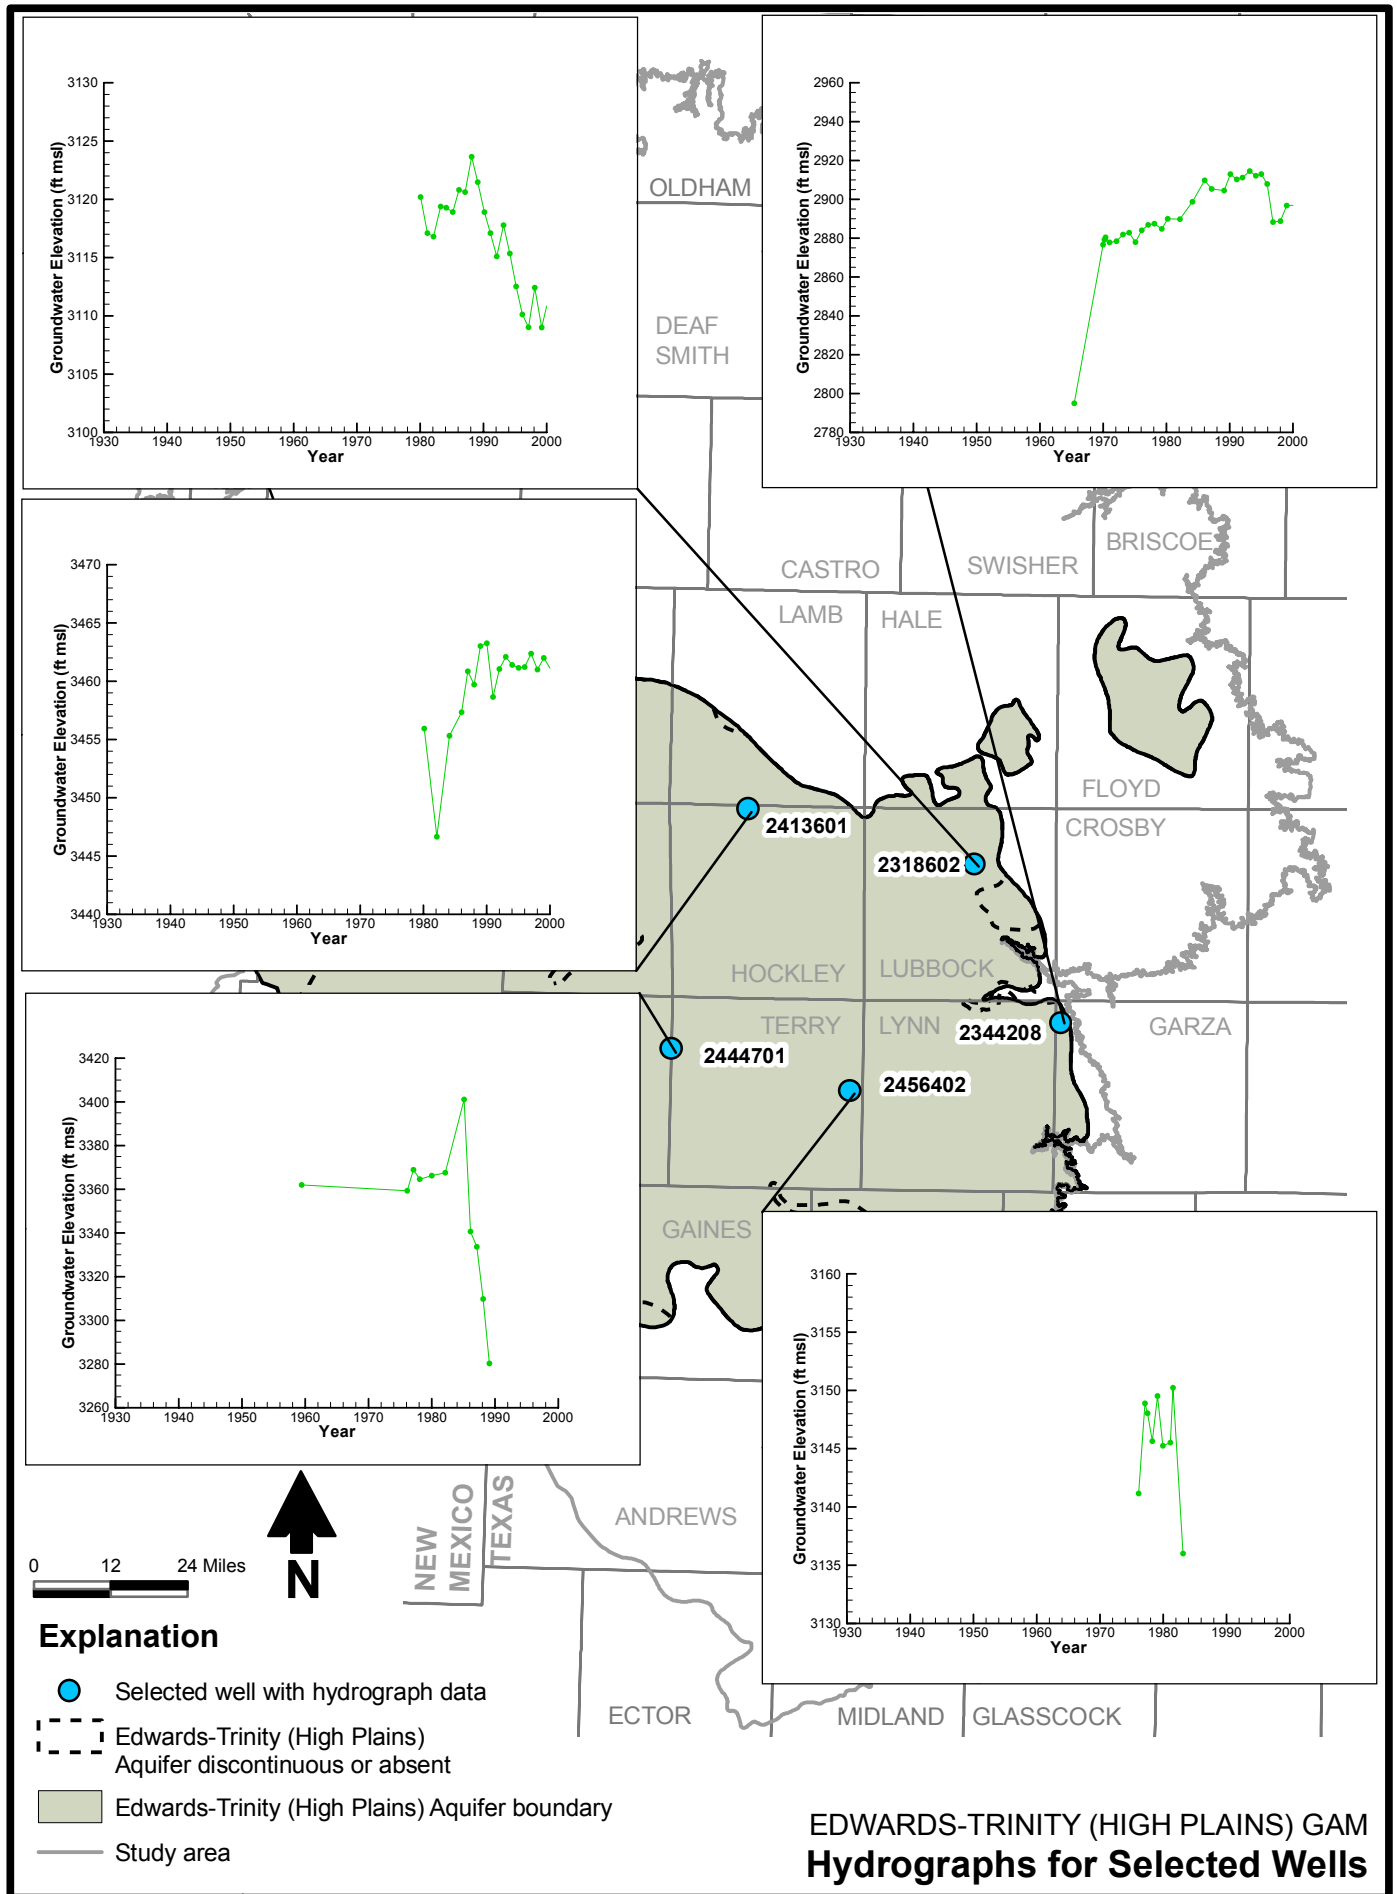 3130
3125
3120
3115
3110
3105
3100
Groundwater Elevation (ft msl)
1930 1940 1950 1960 1970 1980 1990 2000
Year
2960
2940
2920
2900
2880
2860
2840
2820
2800
2780
Groundwater Elevation (ft msl)
1930 1940 1950 1960 1970 1980 1990 2000
Year
OLDHAM
DEAF
SMITH
3470
3465
3460
3455
3450
3445
3440
Groundwater Elevation (ft msl)
1930 1940 1950 1960 1970 1980 1990 2000
Year
CASTRO
SWISHER
BRISCOE
LAMB
HALE
FLOYD
CROSBY
2413601
2318602
HOCKLEY
LUBBOCK
TERRY
LYNN
2344208
GARZA
2444701
2456402
GAINES
3420
3400
3380
3360
3340
3320
3300
3280
3260
Groundwater Elevation (ft msl)
1930 1940 1950 1960 1970 1980 1990 2000
Year
3160
3155
3150
3145
3140
3135
3130
Groundwater Elevation (ft msl)
1930 1940 1950 1960 1970 1980 1990 2000
Year
NEW
MEXICO
TEXAS
ANDREWS
ECTOR
MIDLAND
GLASSCOCK
0 12 24 Miles
N
Explanation
Selected well with hydrograph data
Edwards-Trinity (High Plains)
Aquifer discontinuous or absent
Edwards-Trinity (High Plains) Aquifer boundary
Study area
EDWARDS-TRINITY (HIGH PLAINS) GAM
Hydrographs for Selected Wells